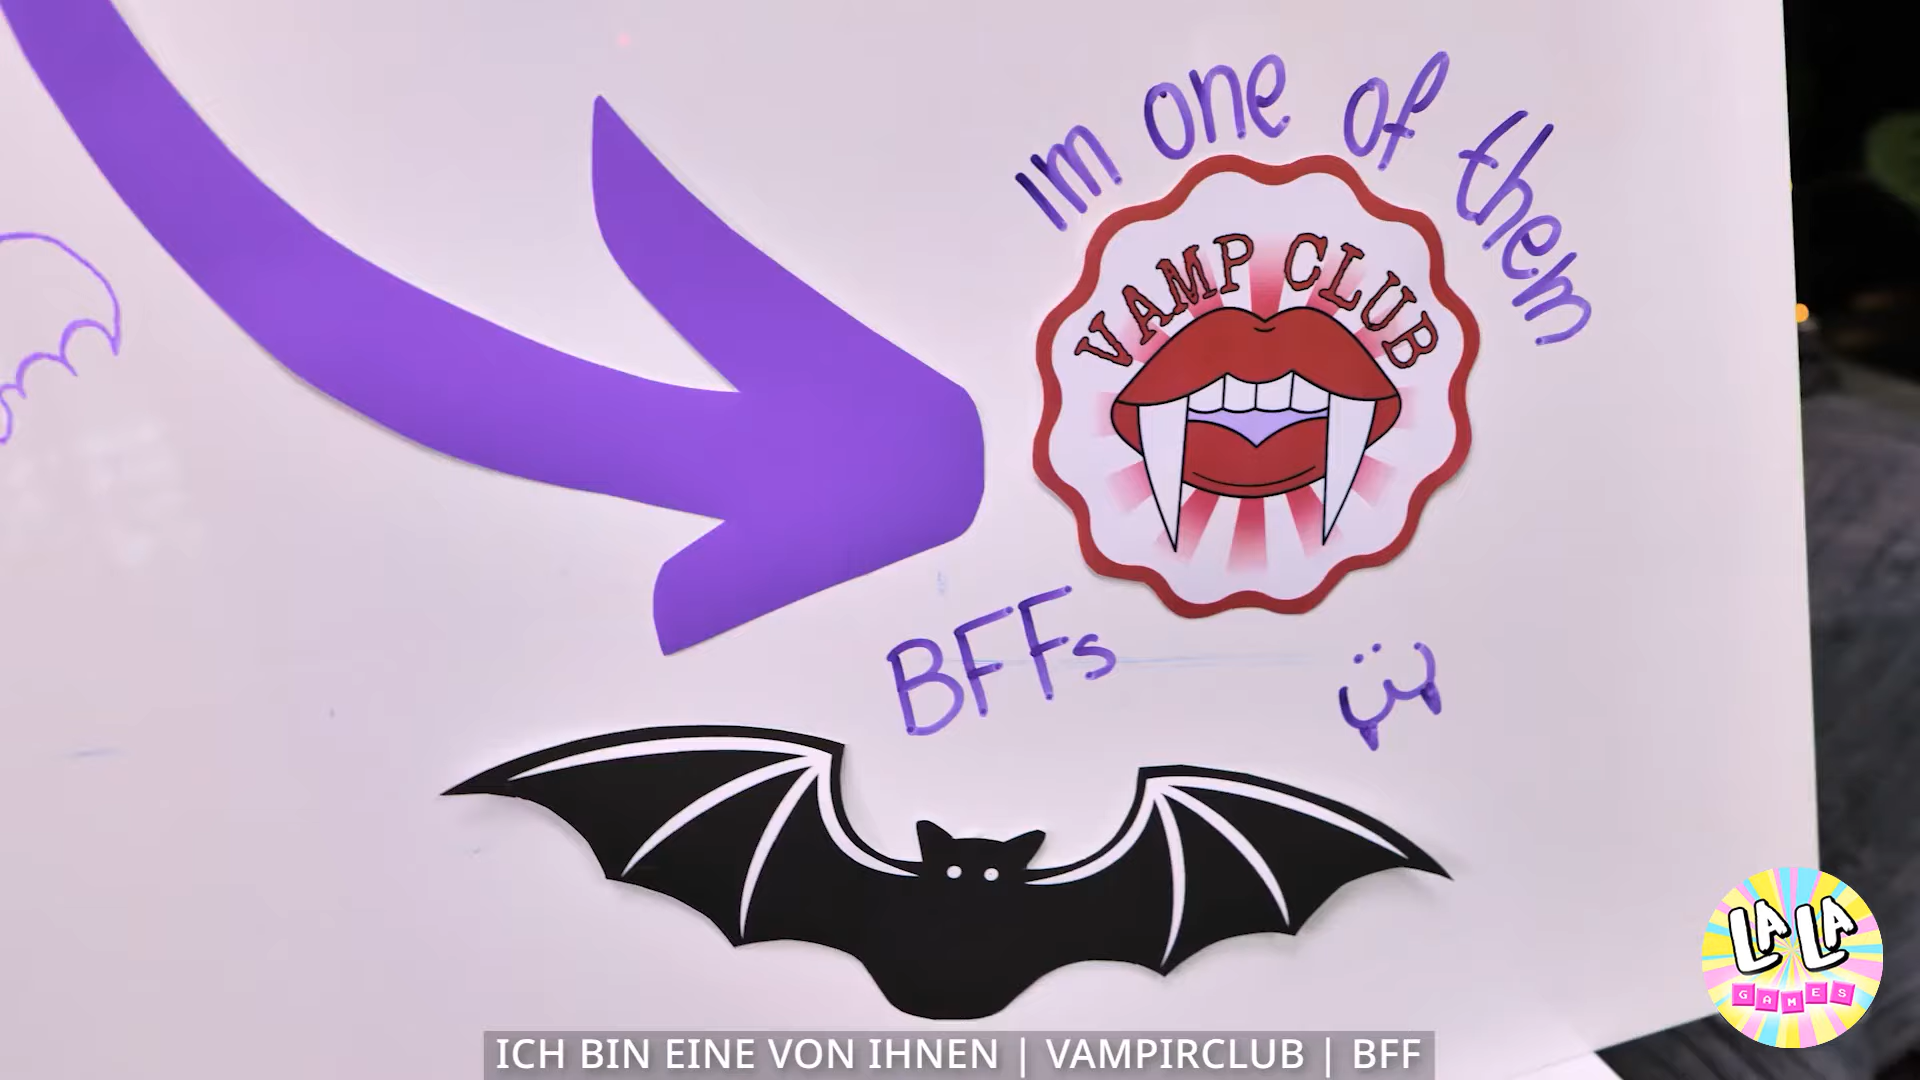 Im one of them
VAMP CLUB
BFFs
LA LA
GAMES
ICH BIN EINE VON IHNEN | VAMPIRCLUB | BFF